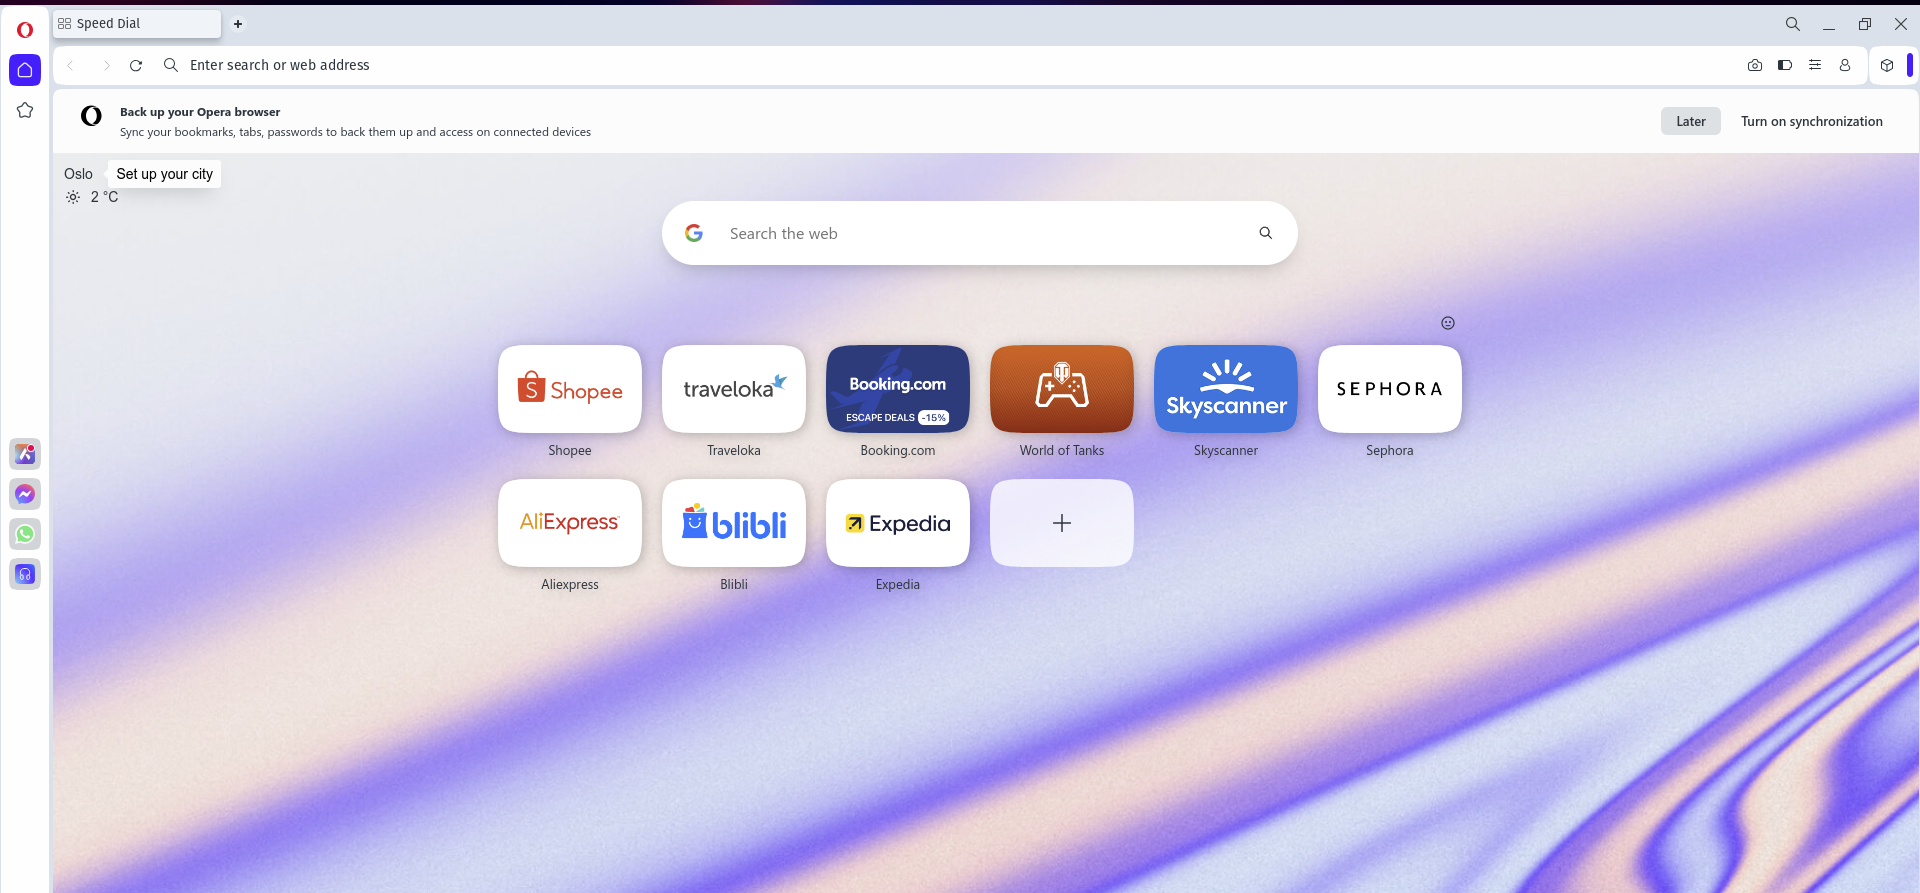 Speed Dial
Enter search or web address
Back up your Opera browser
Sync your bookmarks, tabs, passwords to back them up and access on connected devices
Later
Turn on synchronization
Oslo
Set up your city
2 °C
Search the web
Shopee
traveloka
Booking.com
ESCAPE DEALS -15%
Skyscanner
SEPHORA
Shopee
Traveloka
Booking.com
World of Tanks
Skyscanner
Sephora
AliExpress
blibli
Expedia
Aliexpress
Blibli
Expedia